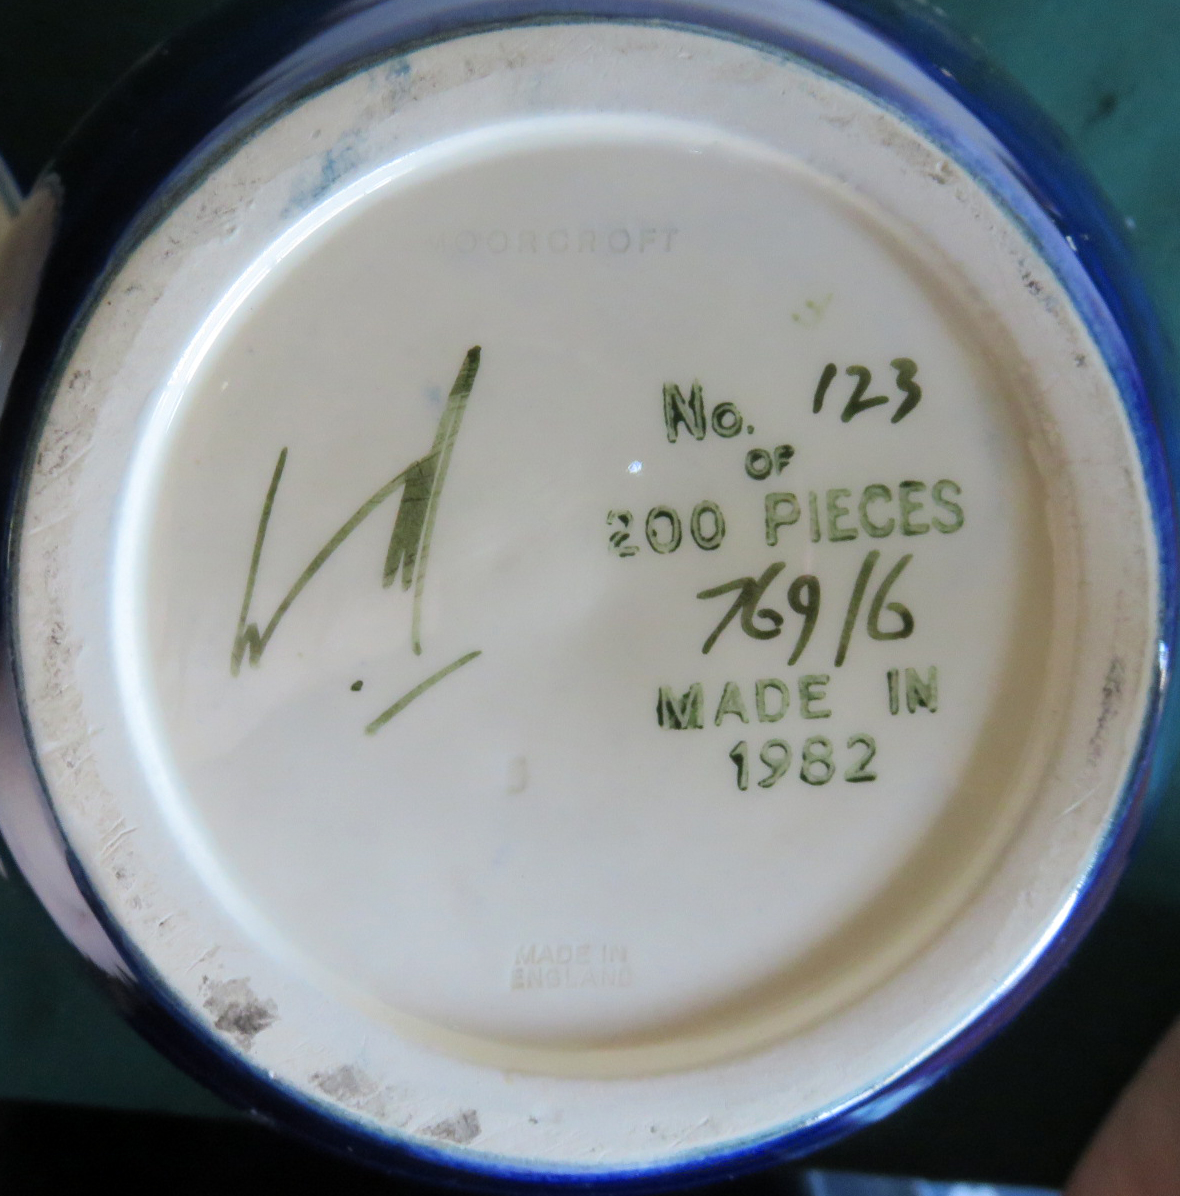 MOORCROFT
No. 123
OF
200 PIECES
769/6
MADE IN
1982
J
MADE IN
ENGLAND